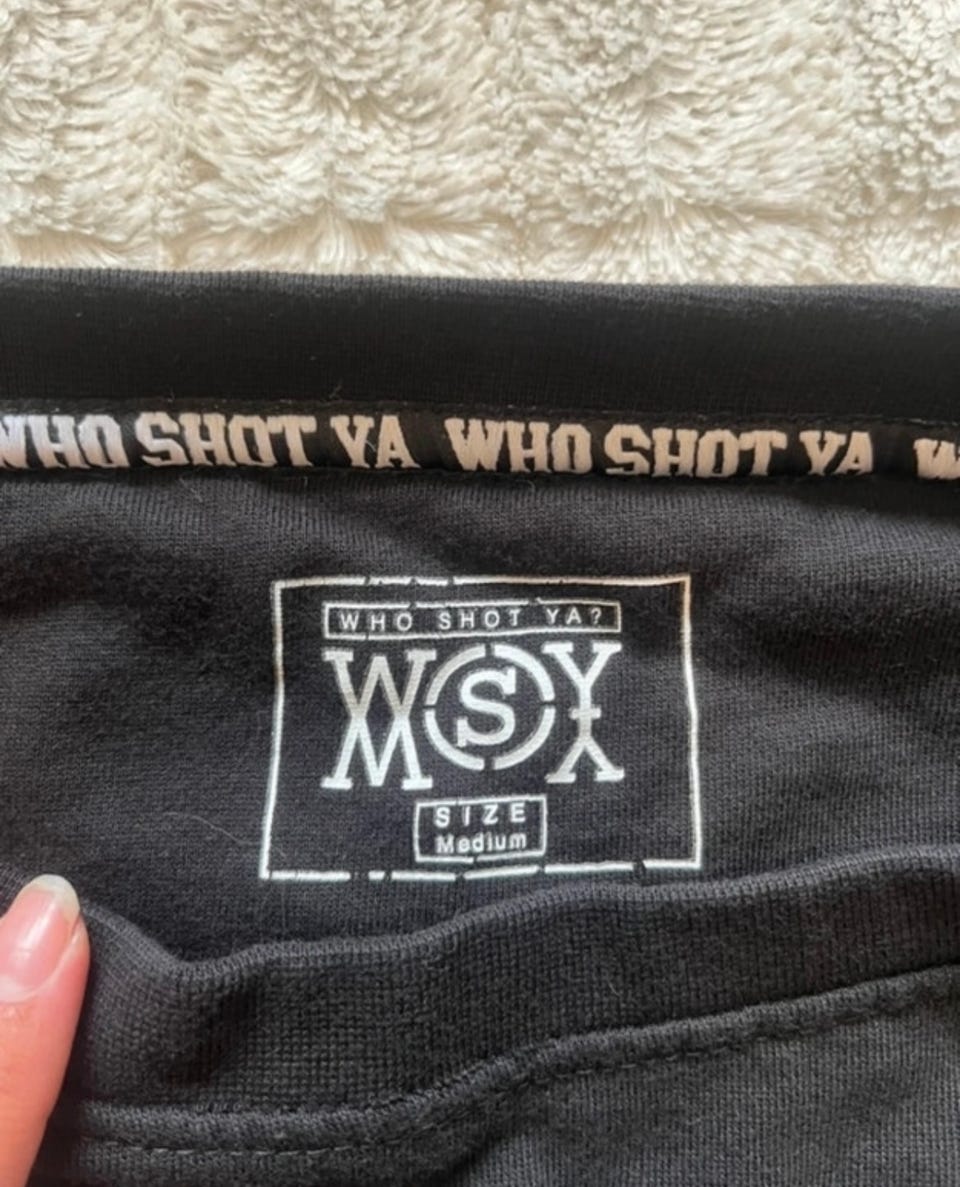 WHO SHOT YA WHO SHOT YA W
WHO SHOT YA?
WSY
SIZE
Medium